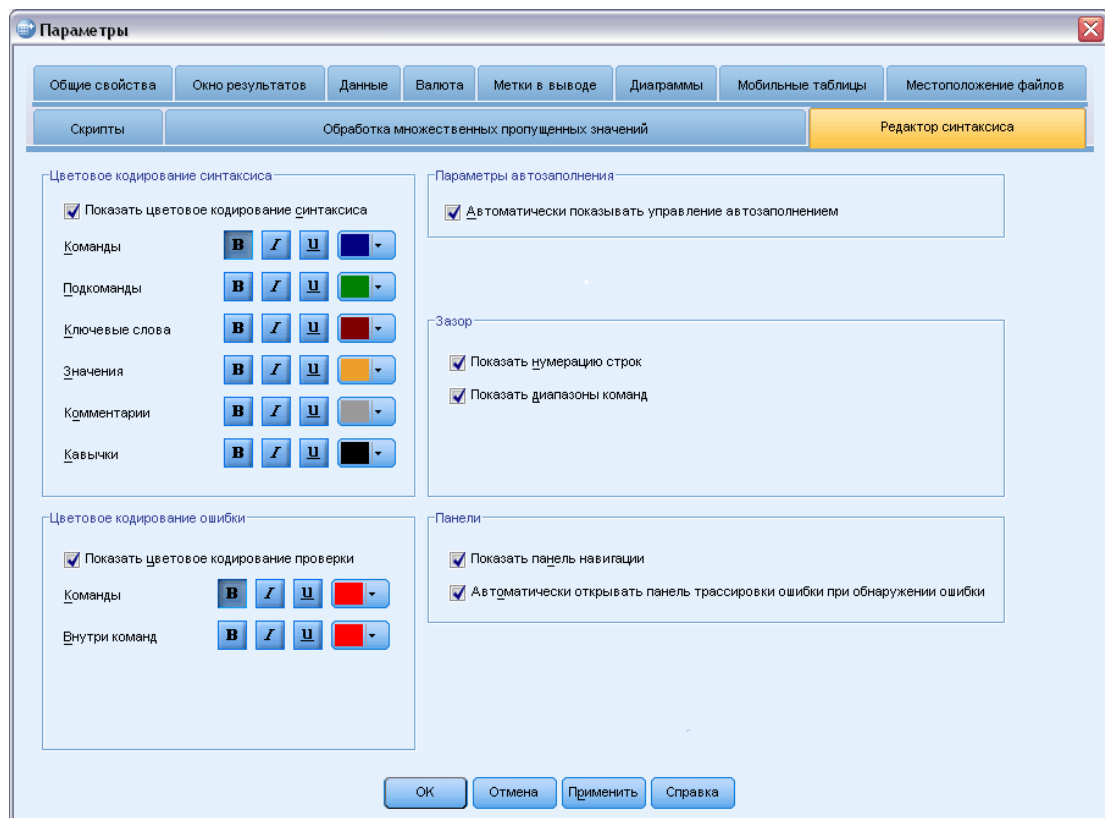 Параметры
Общие свойства
Окно результатов
Данные
Валюта
Метки в выводе
Диаграммы
Мобильные таблицы
Местоположение файлов
Скрипты
Обработка множественных пропущенных значений
Редактор синтаксиса
Цветовое кодирование синтаксиса
Показать цветовое кодирование синтаксиса
Команды B I U
Подкоманды B I U
Ключевые слова B I U
Значения B I U
Комментарии B I U
Кавычки B I U
Параметры автозаполнения
Автоматически показывать управление автозаполнением
Зазор
Показать нумерацию строк
Показать диапазоны команд
Цветовое кодирование ошибки
Показать цветовое кодирование проверки
Команды B I U
Внутри команд B I U
Панели
Показать панель навигации
Автоматически открывать панель трассировки ошибки при обнаружении ошибки
OK
Отмена
Применить
Справка